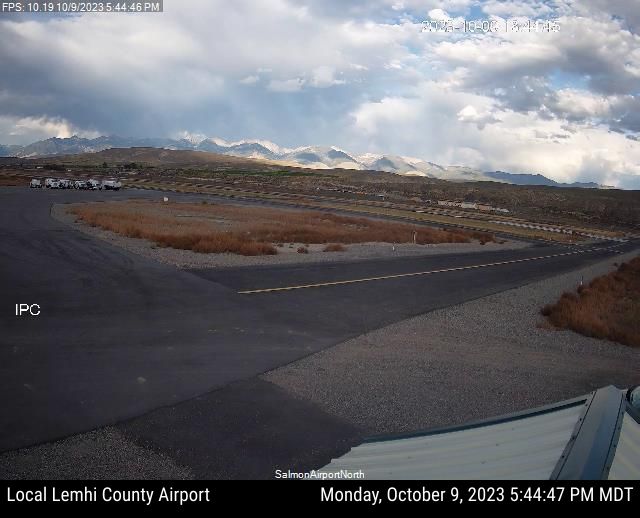 FPS: 10.19 10/9/2023 5:44:46 PM
IPC
SalmonAirportNorth
Local Lemhi County Airport
Monday, October 9, 2023 5:44:47 PM MDT